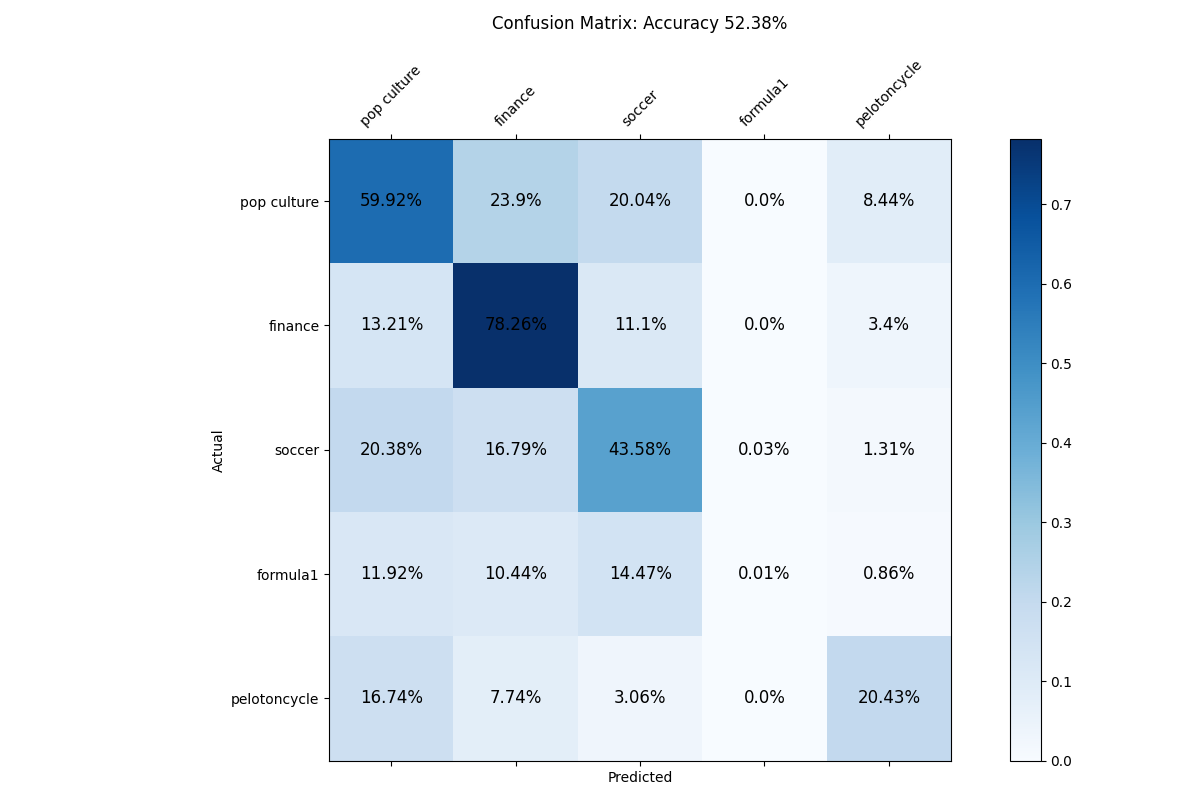 Confusion Matrix: Accuracy 52.38%
pop culture
finance
soccer
formula1
pelotoncycle
pop culture 59.92% 23.9% 20.04% 0.0% 8.44%
finance 13.21% 78.26% 11.1% 0.0% 3.4%
soccer 20.38% 16.79% 43.58% 0.03% 1.31%
formula1 11.92% 10.44% 14.47% 0.01% 0.86%
pelotoncycle 16.74% 7.74% 3.06% 0.0% 20.43%
Actual
Predicted
0.7
0.6
0.5
0.4
0.3
0.2
0.1
0.0